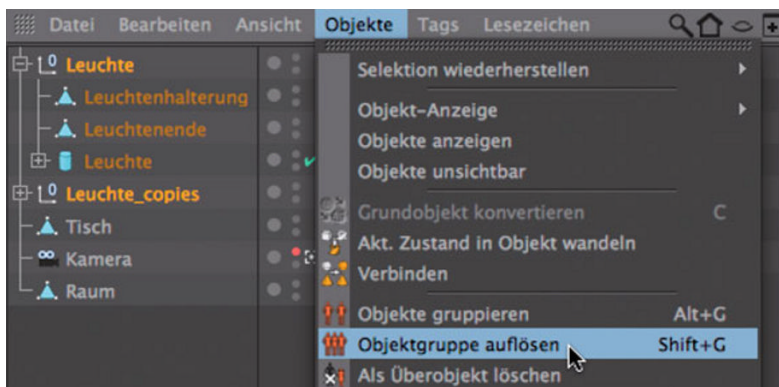 Datei Bearbeiten Ansicht Objekte Tags Lesezeichen
Leuchte
Leuchtenhalterung
Leuchtenende
Leuchte
Leuchte_copies
Tisch
Kamera
Raum
Selektion wiederherstellen
Objekt-Anzeige
Objekte anzeigen
Objekte unsichtbar
Grundobjekt konvertieren C
Akt. Zustand in Objekt wandeln
Verbinden
Objekte gruppieren Alt+G
Objektgruppe auflösen Shift+G
Als Überobjekt löschen